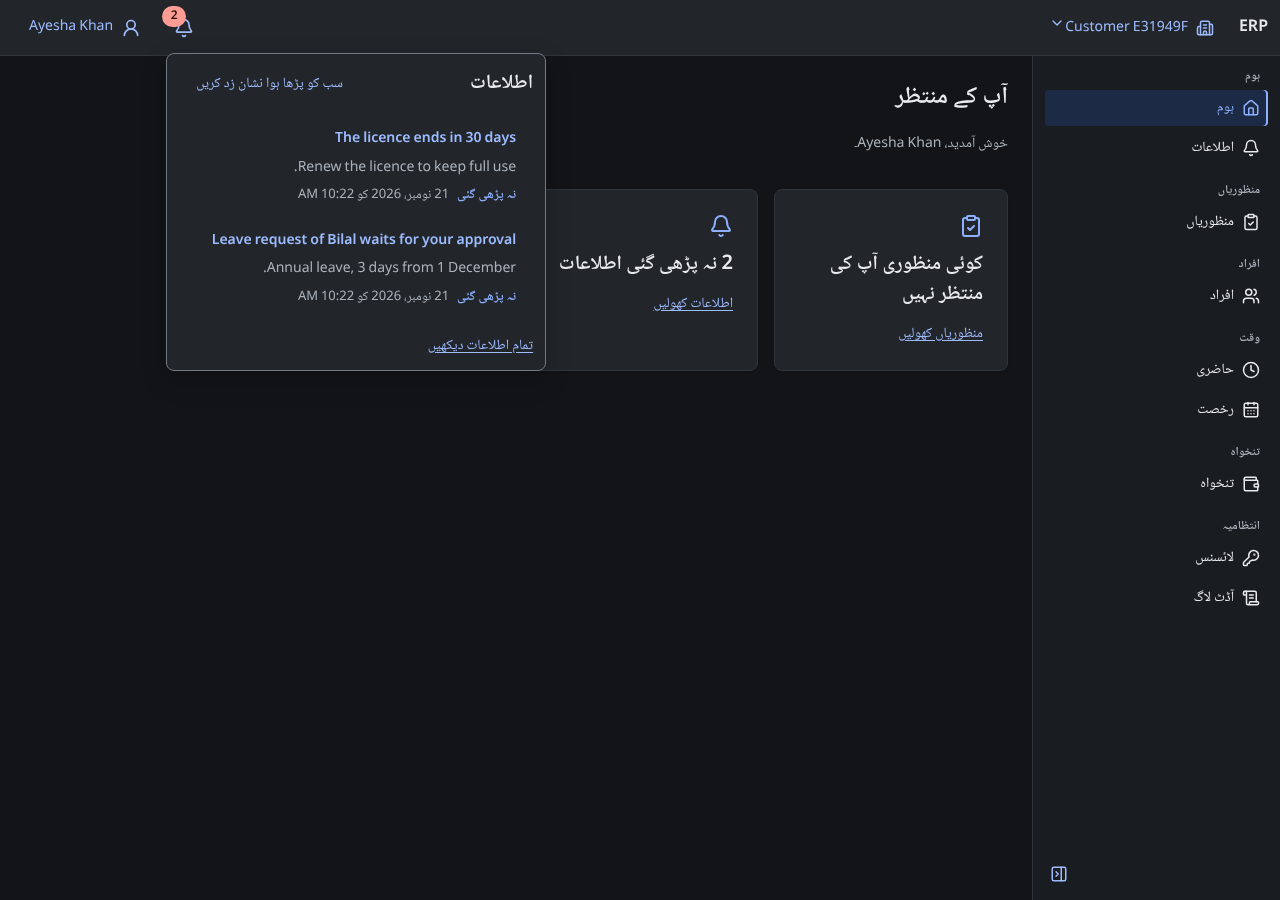 ERP
Customer E31949F
2
Ayesha Khan
ہوم
ہوم
اطلاعات
منظوریاں
منظوریاں
افراد
افراد
وقت
حاضری
رخصت
تنخواہ
تنخواہ
انتظامیہ
لائسنس
آڈٹ لاگ
آپ کے منتظر
خوش آمدید، Ayesha Khan۔
کوئی منظوری آپ کی
منتظر نہیں
منظوریاں کھولیں
2 نہ پڑھی گئی اطلاعات
اطلاعات کھولیں
اطلاعات
سب کو پڑھا ہوا نشان زد کریں
The licence ends in 30 days
Renew the licence to keep full use.
نہ پڑھی گئی 21 نومبر، 2026 کو 10:22 AM
Leave request of Bilal waits for your approval
Annual leave, 3 days from 1 December.
نہ پڑھی گئی 21 نومبر، 2026 کو 10:22 AM
تمام اطلاعات دیکھیں